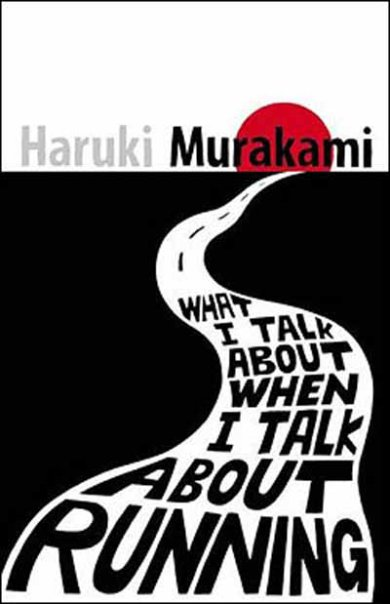 Haruki Murakami
WHAT
I TALK
ABOUT
WHEN
I TALK
ABOUT
RUNNING